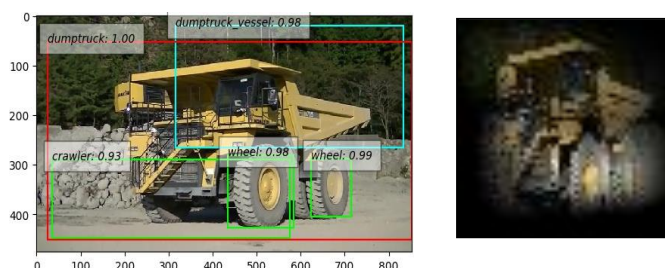 dumptruck_vessel: 0.98
dumptruck: 1.00
crawler: 0.93
wheel: 0.98
wheel: 0.99
0
100
200
300
400
0 100 200 300 400 500 600 700 800